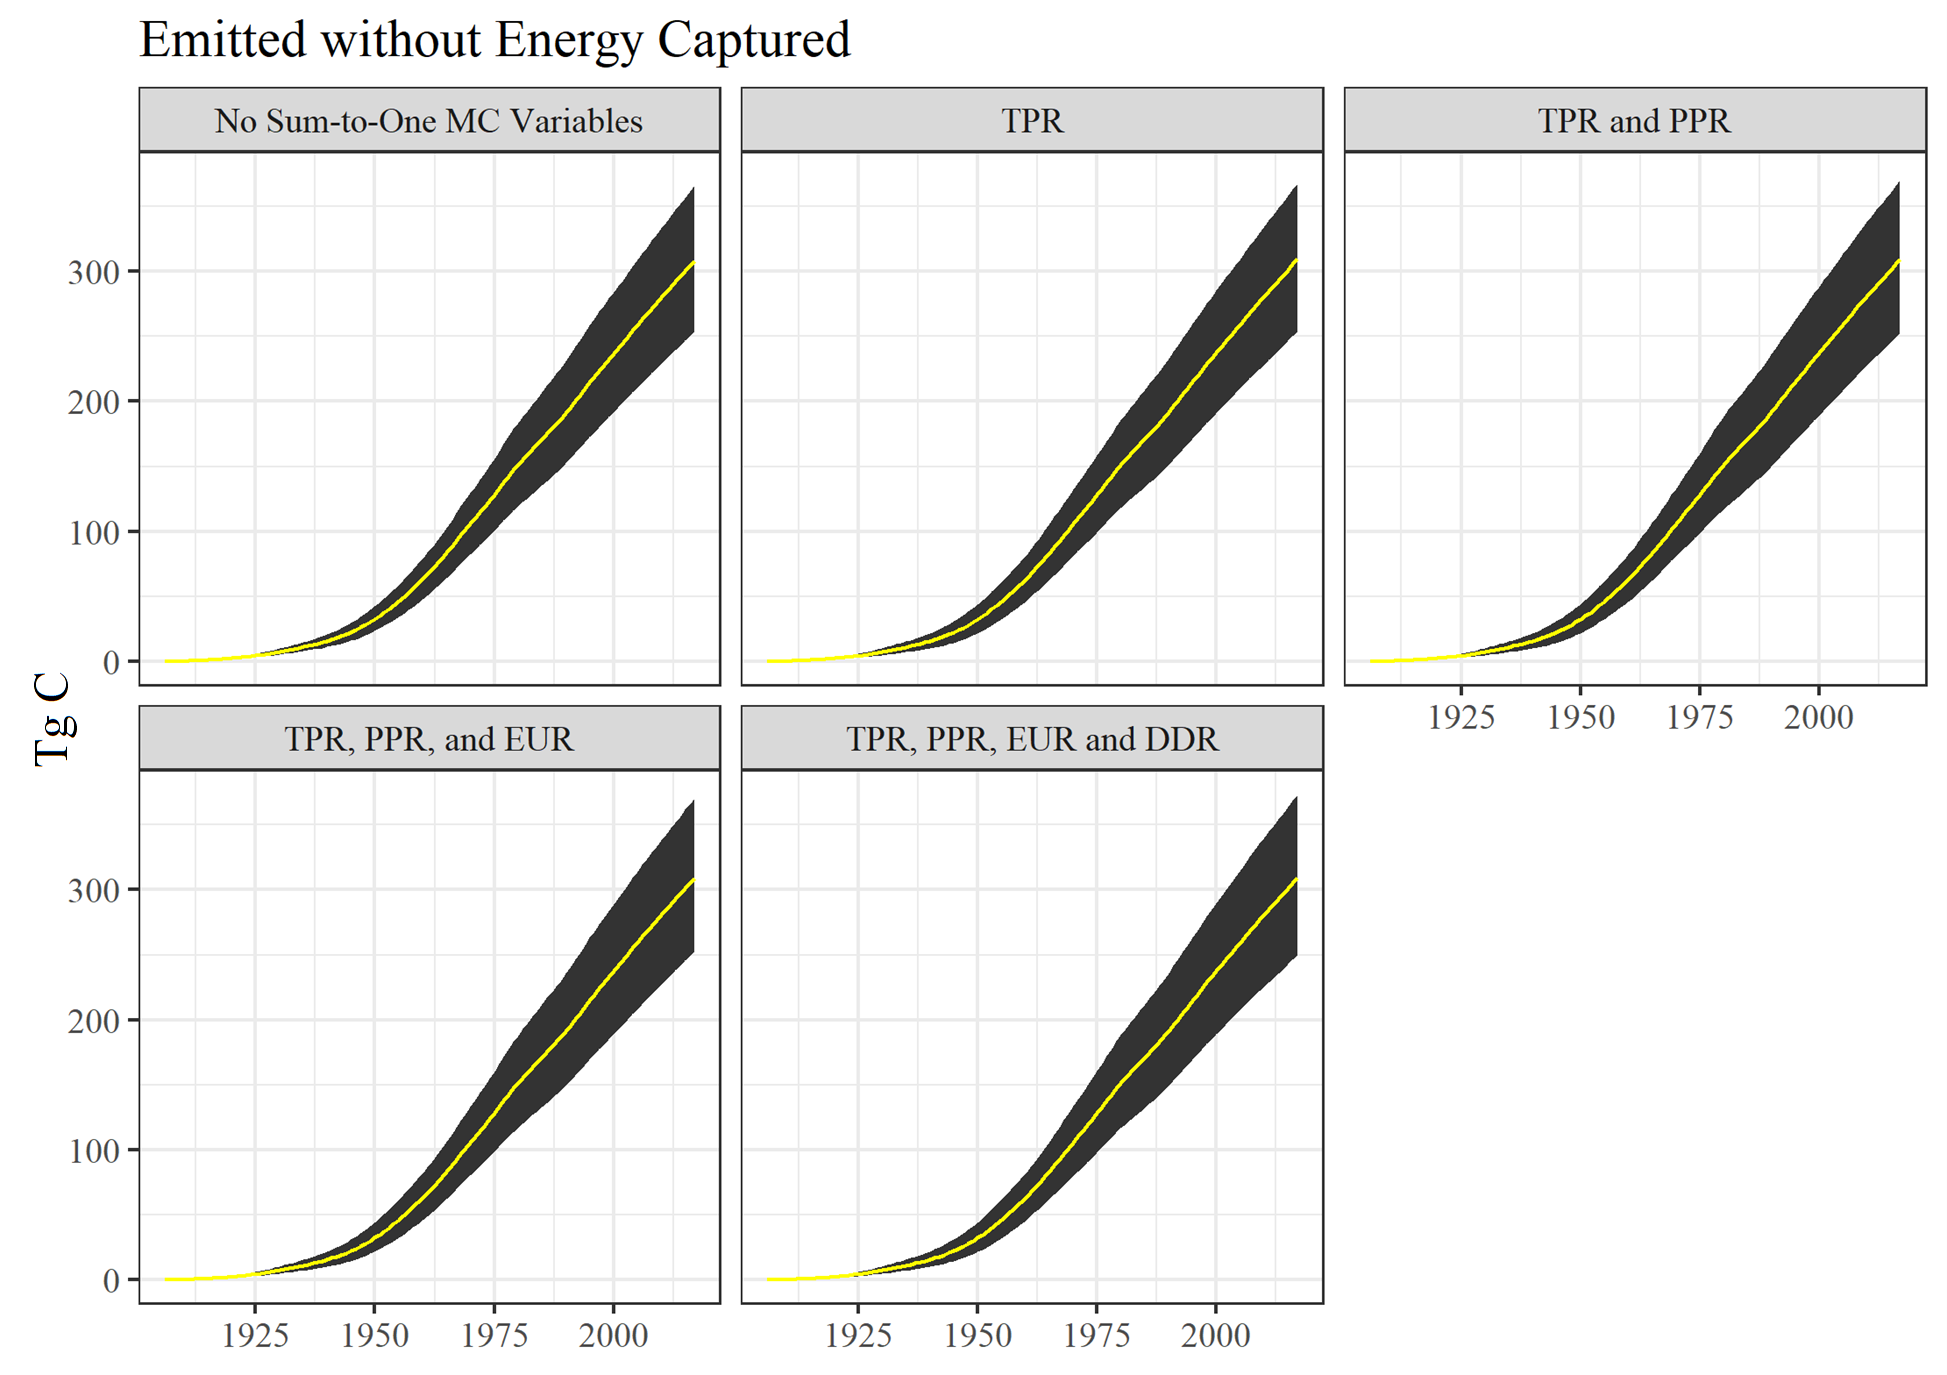 Emitted without Energy Captured
No Sum-to-One MC Variables
TPR
TPR and PPR
300
200
100
0
1925 1950 1975 2000
Tg C
TPR, PPR, and EUR
TPR, PPR, EUR and DDR
300
200
100
0
1925 1950 1975 2000
1925 1950 1975 2000